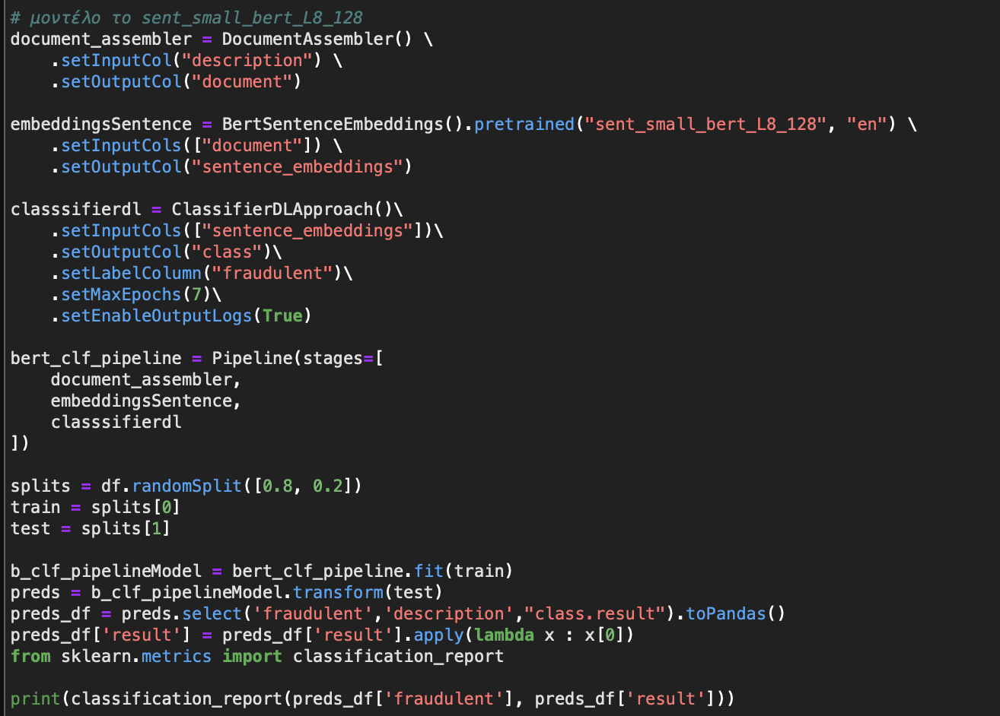 # μοντέλο το sent_small_bert_L8_128
document_assembler = DocumentAssembler() \
    .setInputCol("description") \
    .setOutputCol("document")

embeddingsSentence = BertSentenceEmbeddings().pretrained("sent_small_bert_L8_128", "en") \
    .setInputCols(["document"]) \
    .setOutputCol("sentence_embeddings")

classsifierdl = ClassifierDLApproach()\
    .setInputCols(["sentence_embeddings"])\
    .setOutputCol("class")\
    .setLabelColumn("fraudulent")\
    .setMaxEpochs(7)\
    .setEnableOutputLogs(True)

bert_clf_pipeline = Pipeline(stages=[
    document_assembler,
    embeddingsSentence,
    classsifierdl
])

splits = df.randomSplit([0.8, 0.2])
train = splits[0]
test = splits[1]

b_clf_pipelineModel = bert_clf_pipeline.fit(train)
preds = b_clf_pipelineModel.transform(test)
preds_df = preds.select('fraudulent','description',"class.result").toPandas()
preds_df['result'] = preds_df['result'].apply(lambda x : x[0])
from sklearn.metrics import classification_report

print(classification_report(preds_df['fraudulent'], preds_df['result']))